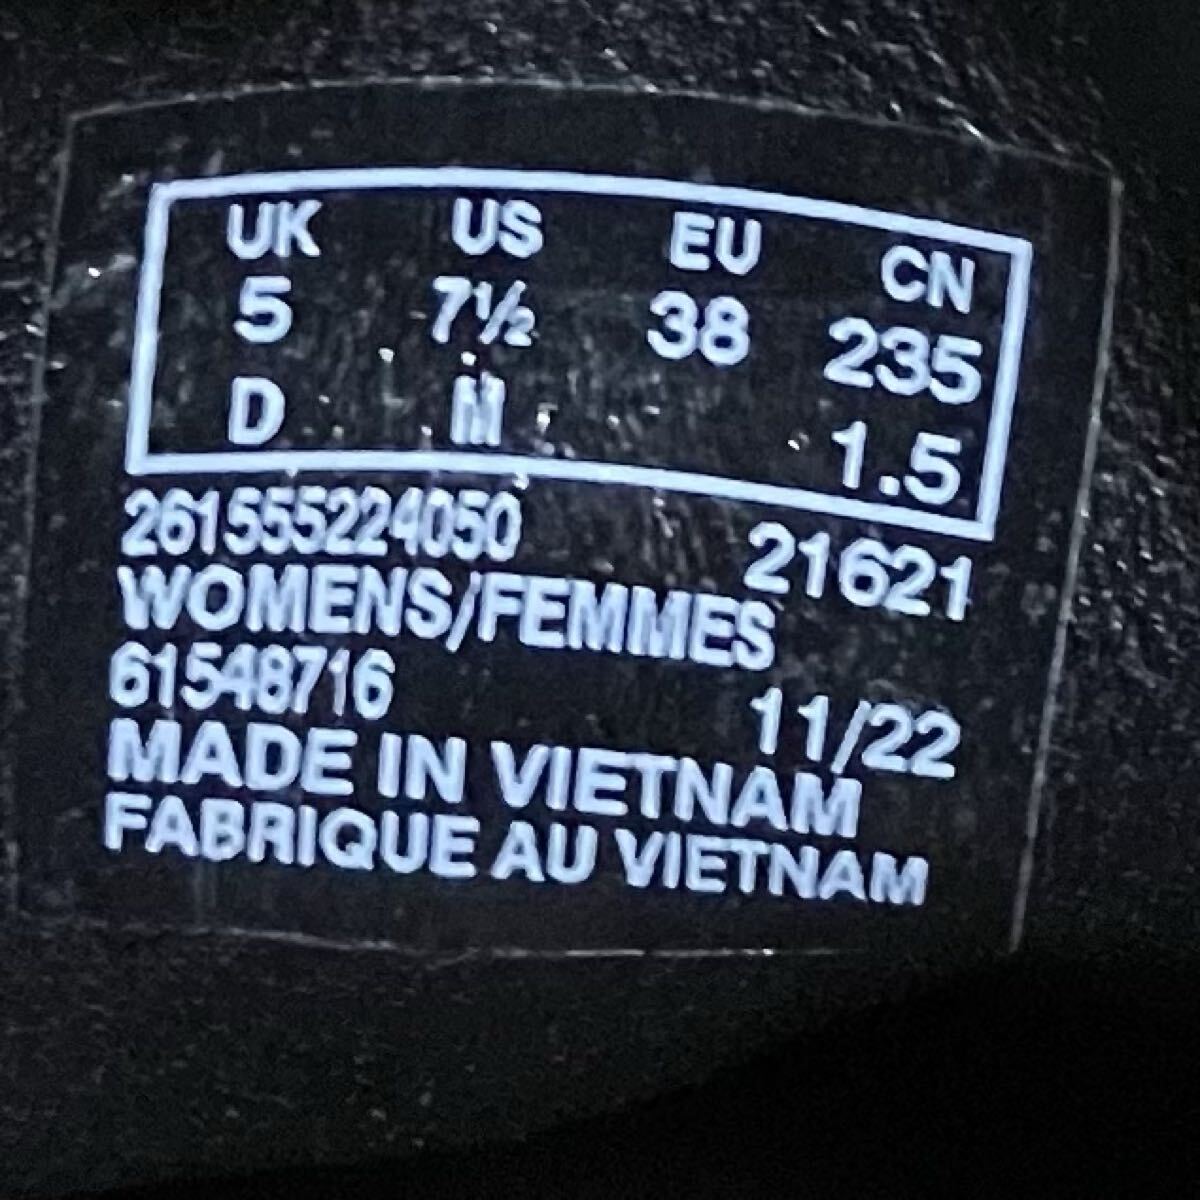 UK US EU CN
5 7½ 38 235
D M 1.5
261555224050 21621
WOMENS/FEMMES
61548716 11/22
MADE IN VIETNAM
FABRIQUE AU VIETNAM